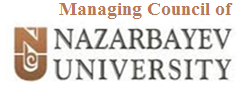 Managing Council of
NAZARBAYEV
UNIVERSITY